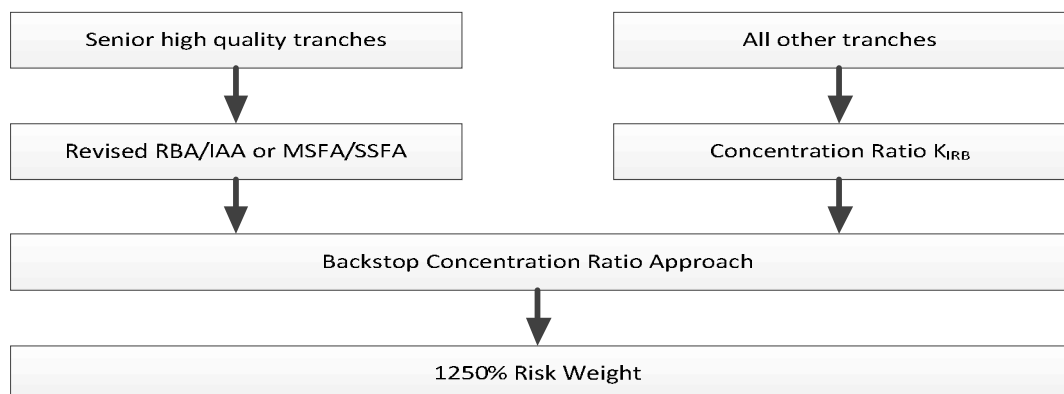 Senior high quality tranches
All other tranches
Revised RBA/IAA or MSFA/SSFA
Concentration Ratio K_IRB
Backstop Concentration Ratio Approach
1250% Risk Weight